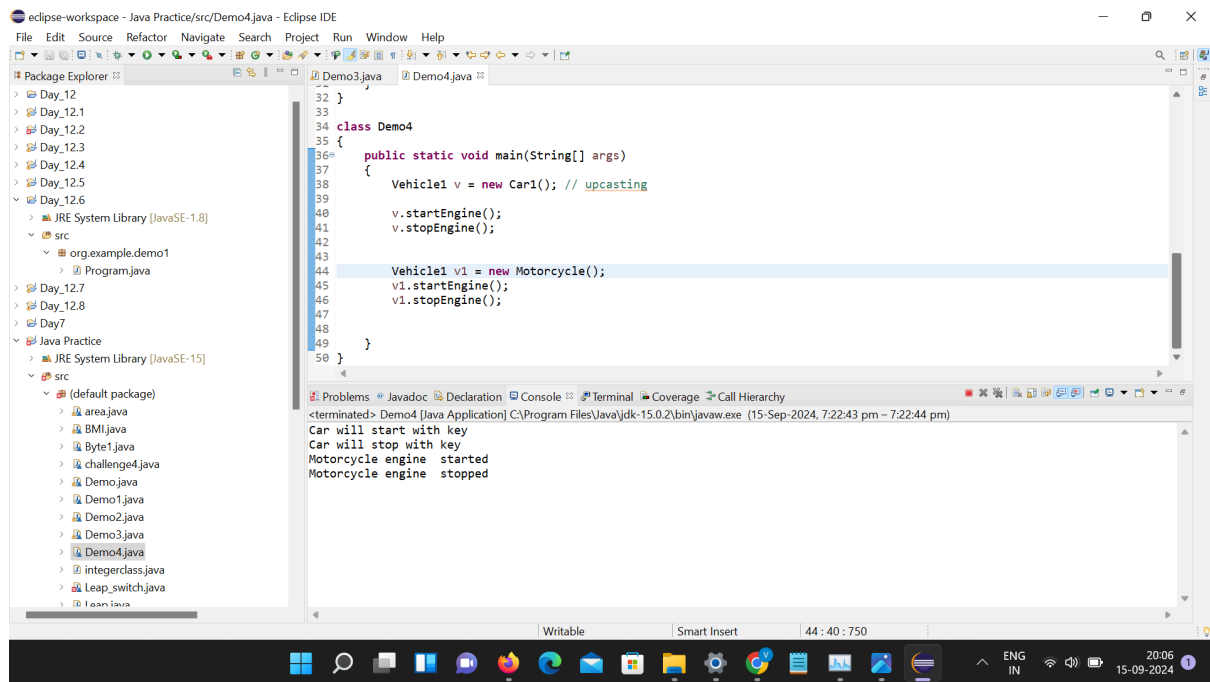 eclipse-workspace - Java Practice/src/Demo4.java - Eclipse IDE
File Edit Source Refactor Navigate Search Project Run Window Help
Package Explorer
Day_12
Day_12.1
Day_12.2
Day_12.3
Day_12.4
Day_12.5
Day_12.6
JRE System Library [JavaSE-1.8]
src
org.example.demo1
Program.java
Day_12.7
Day_12.8
Day7
Java Practice
JRE System Library [JavaSE-15]
src
(default package)
area.java
BMI.java
Byte1.java
challenge4.java
Demo.java
Demo1.java
Demo2.java
Demo3.java
Demo4.java
integerclass.java
Leap_switch.java
Leap.java
Demo3.java Demo4.java
31 }
32 }
33
34 class Demo4
35 {
36 public static void main(String[] args)
37 {
38 Vehicle1 v = new Car1(); // upcasting
39
40 v.startEngine();
41 v.stopEngine();
42
43
44 Vehicle1 v1 = new Motorcycle();
45 v1.startEngine();
46 v1.stopEngine();
47
48
49 }
50 }
Problems Javadoc Declaration Console Terminal Coverage Call Hierarchy
<terminated> Demo4 [Java Application] C:\Program Files\Java\jdk-15.0.2\bin\javaw.exe (15-Sep-2024, 7:22:43 pm – 7:22:44 pm)
Car will start with key
Car will stop with key
Motorcycle engine  started
Motorcycle engine  stopped
Writable Smart Insert 44 : 40 : 750
V
ENG
IN
20:06
15-09-2024
1